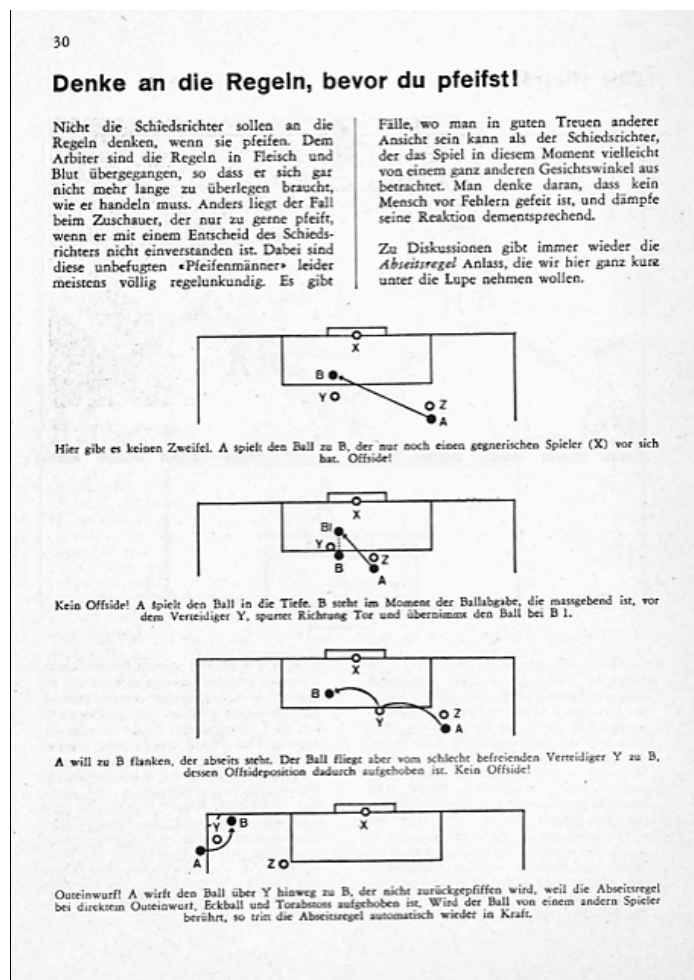 30
Denke an die Regeln, bevor du pfeifst!
Nicht die Schiedsrichter sollen an die
Regeln denken, wenn sie pfeifen. Dem
Arbiter sind die Regeln in Fleisch und
Blut übergegangen, so dass er sich gar
nicht mehr lange zu überlegen braucht,
wie er handeln muss. Anders liegt der Fall
beim Zuschauer, der nur zu gerne pfeift,
wenn er mit einem Entscheid des Schieds-
richters nicht einverstanden ist. Dabei sind
diese unbefugten «Pfeifenmänner» leider
meistens völlig regelunkundig. Es gibt
Fälle, wo man in guten Treuen anderer
Ansicht sein kann als der Schiedsrichter,
der das Spiel in diesem Moment vielleicht
von einem ganz anderen Gesichtswinkel aus
betrachtet. Man denke daran, dass kein
Mensch vor Fehlern gefeit ist, und dämpfe
seine Reaktion dementsprechend.
Zu Diskussionen gibt immer wieder die
Abseitsregel Anlass, die wir hier ganz kurz
unter die Lupe nehmen wollen.
X
B
Y
Z
A
Hier gibt es keinen Zweifel. A spielt den Ball zu B, der nur noch einen gegnerischen Spieler (X) vor sich
hat. Offside!
X
B1
Y
Z
B
A
Kein Offside! A spielt den Ball in die Tiefe. B steht im Moment der Ballabgabe, die massgebend ist, vor
dem Verteidiger Y, spurtet Richtung Tor und übernimmt den Ball bei B 1.
X
B
Z
Y
A
A will zu B flanken, der abseits steht. Der Ball fliegt aber vom schlecht befreienden Verteidiger Y zu B,
dessen Offsideposition dadurch aufgehoben ist. Kein Offside!
Y
B
X
A
Z
Outeinwurf! A wirft den Ball über Y hinweg zu B, der nicht zurückgepfiffen wird, weil die Abseitsregel
bei direktem Outeinwurf, Eckball und Torabstoss aufgehoben ist. Wird der Ball von einem andern Spieler
berührt, so tritt die Abseitsregel automatisch wieder in Kraft.